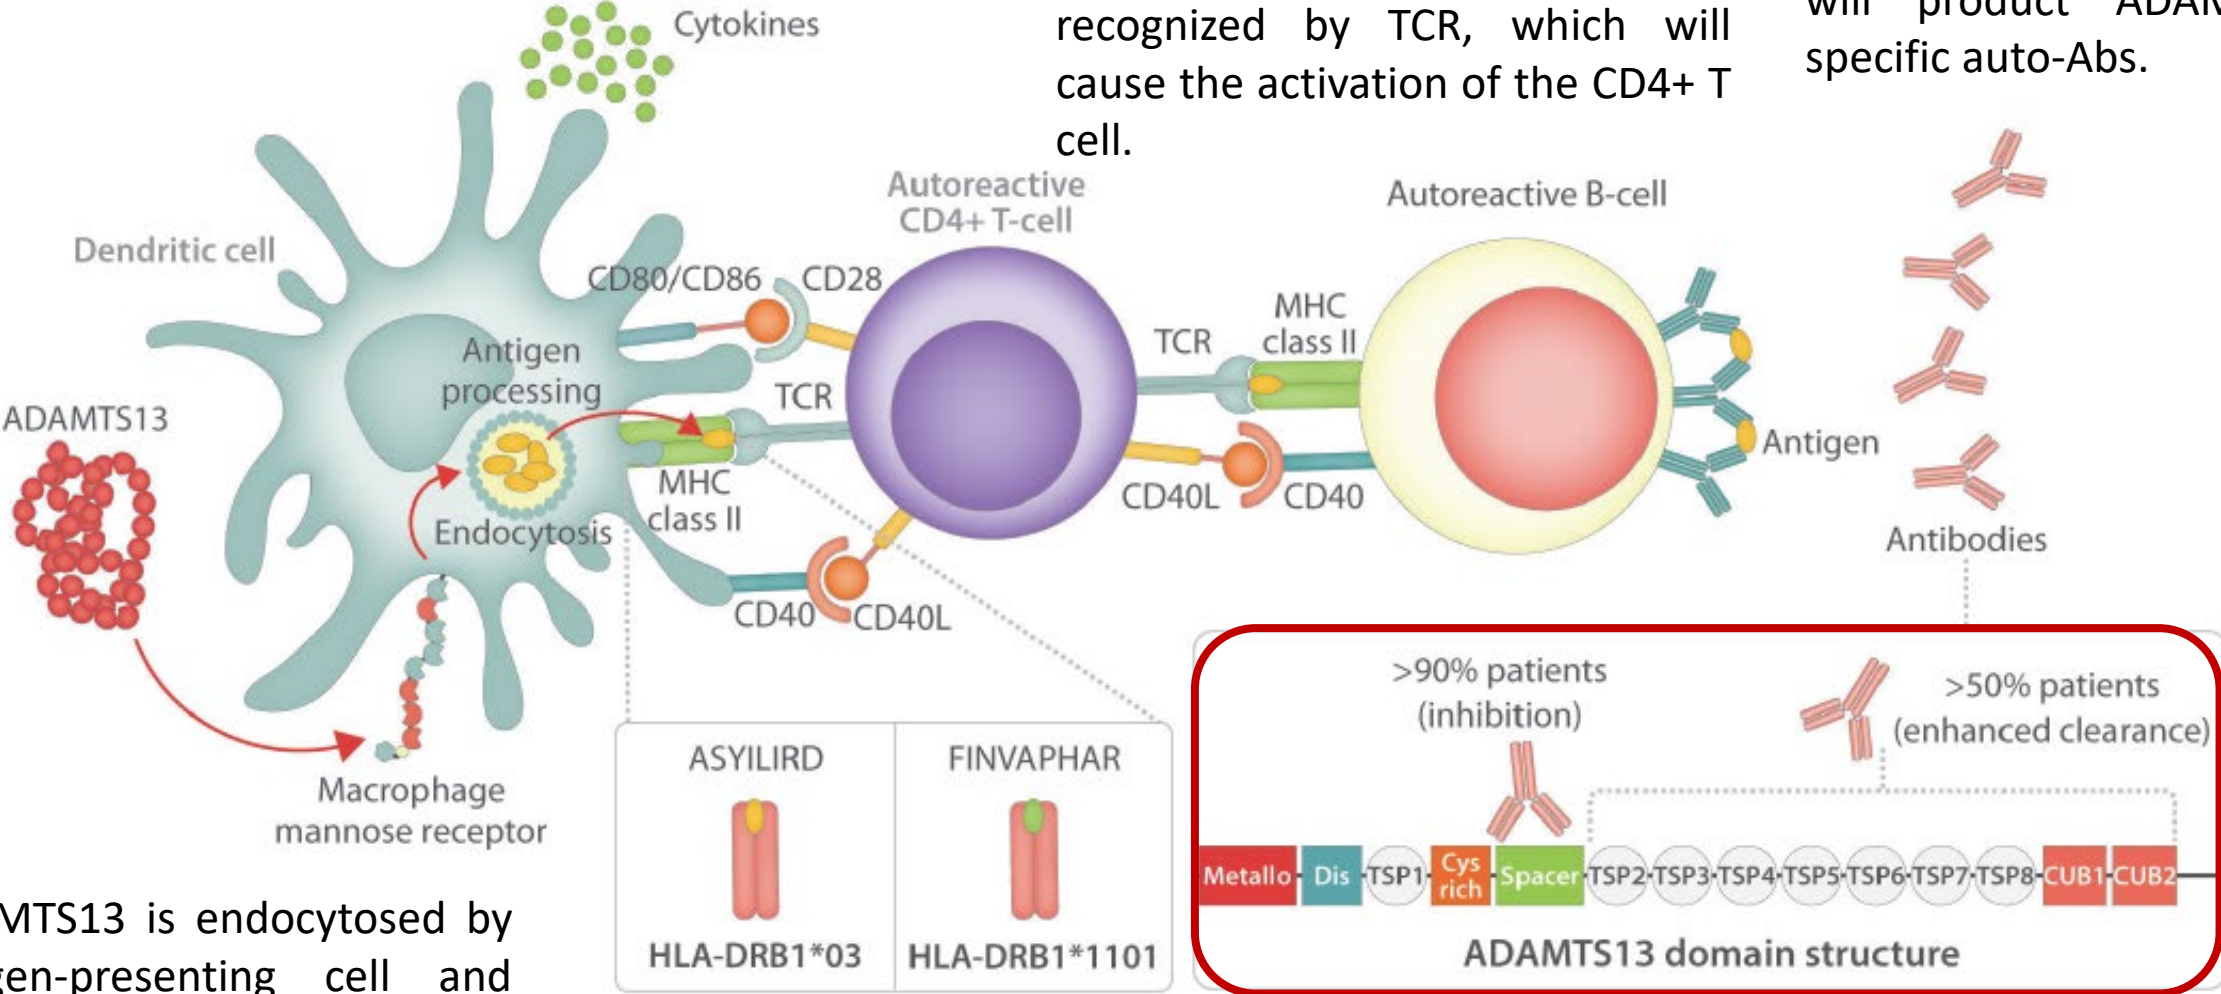 Cytokines
recognized by TCR, which will
cause the activation of the CD4+ T
cell.
will product
specific auto-Abs.
Autoreactive
CD4+ T-cell
Autoreactive B-cell
Dendritic cell
CD80/CD86
CD28
Antigen
processing
TCR
MHC
class II
TCR
MHC
class II
ADAMTS13
Endocytosis
CD40L
CD40
Antigen
Antibodies
CD40
CD40L
Macrophage
mannose receptor
ASYILIRD
HLA-DRB1*03
FINVAPHAR
HLA-DRB1*1101
>90% patients
(inhibition)
>50% patients
(enhanced clearance)
Metallo
Dis
TSP1
Cys
rich
Spacer
TSP2
TSP3
TSP4
TSP5
TSP6
TSP7
TSP8
CUB1
CUB2
ADAMTS13 domain structure
MTS13 is endocytosed by
gen-presenting cell and